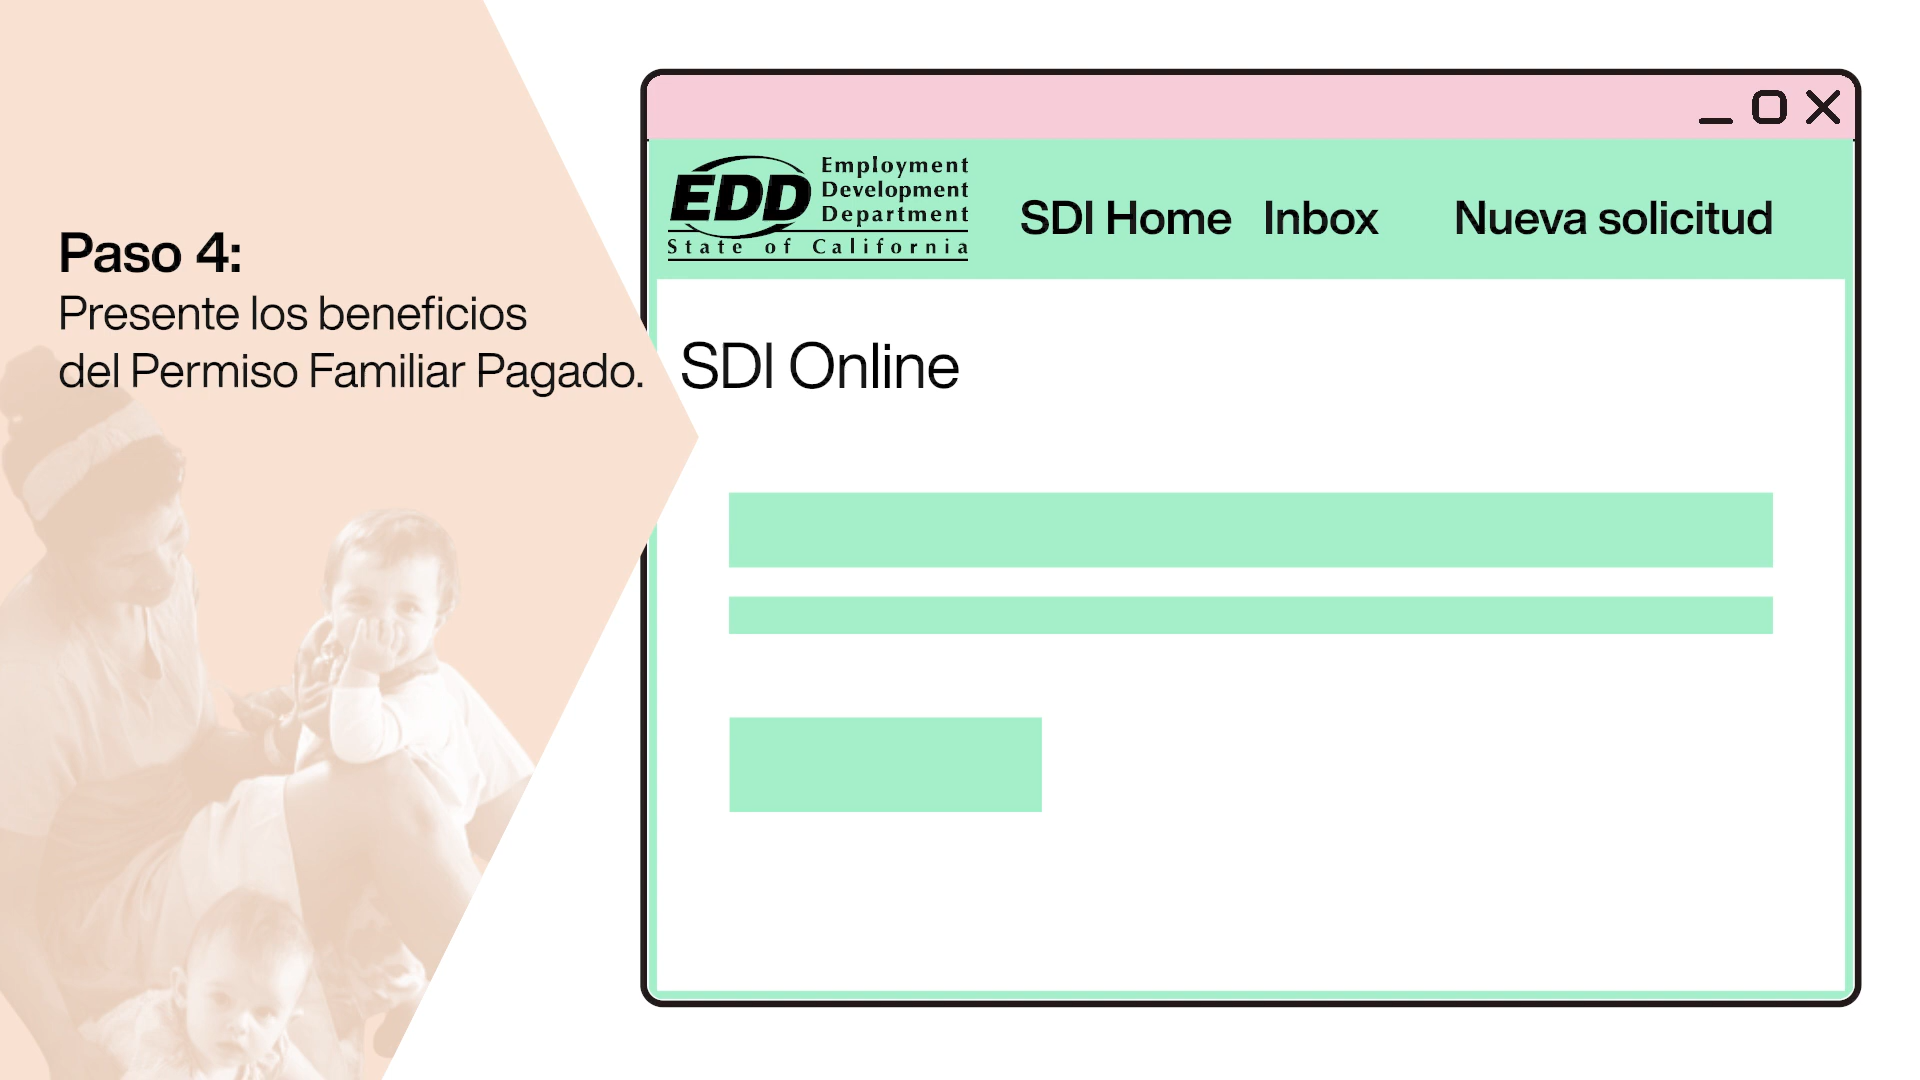 Paso 4:
Presente los beneficios
del Permiso Familiar Pagado.
EDD
Employment
Development
Department
State of California
SDI Home Inbox Nueva solicitud
SDI Online